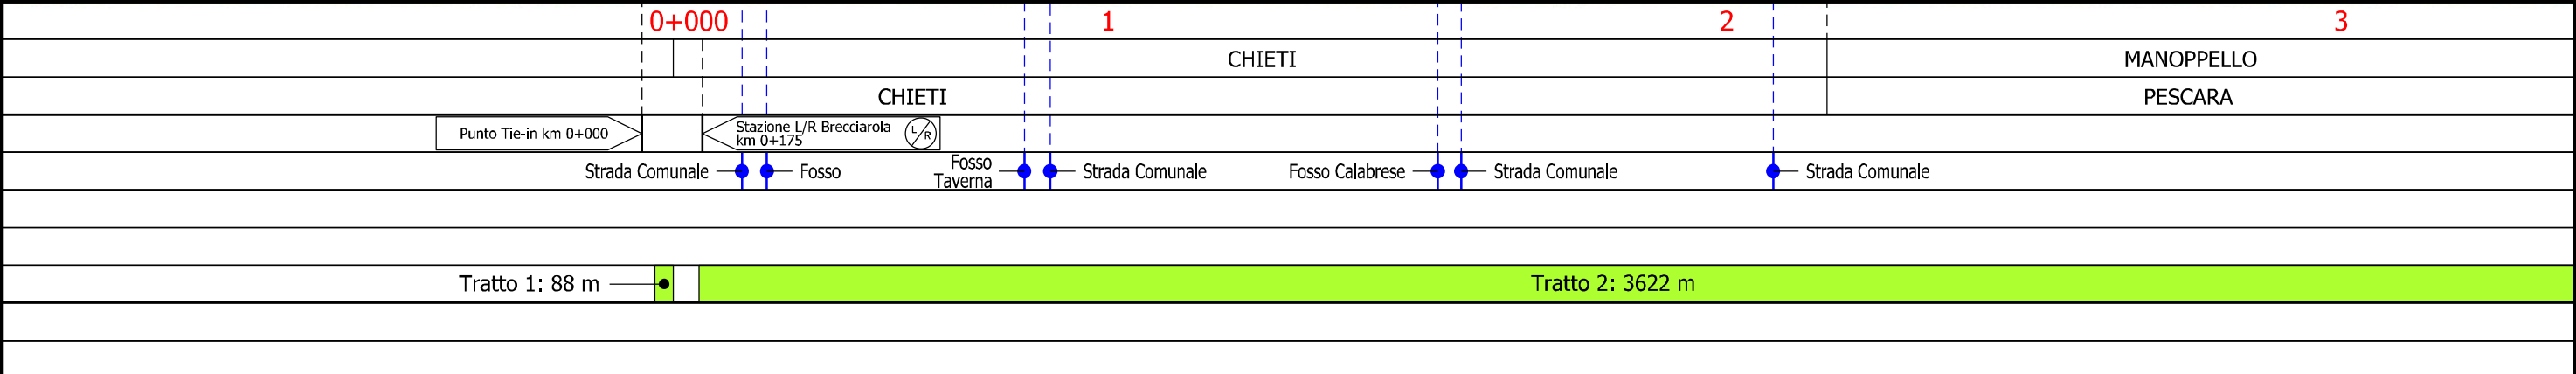 0+000 1 2 3
CHIETI MANOPPELLO
CHIETI PESCARA
Punto Tie-in km 0+000
Stazione L/R Brecciarola
km 0+175
L/R
Strada Comunale
Fosso
Fosso
Taverna
Strada Comunale
Fosso Calabrese
Strada Comunale
Strada Comunale
Tratto 1: 88 m
Tratto 2: 3622 m